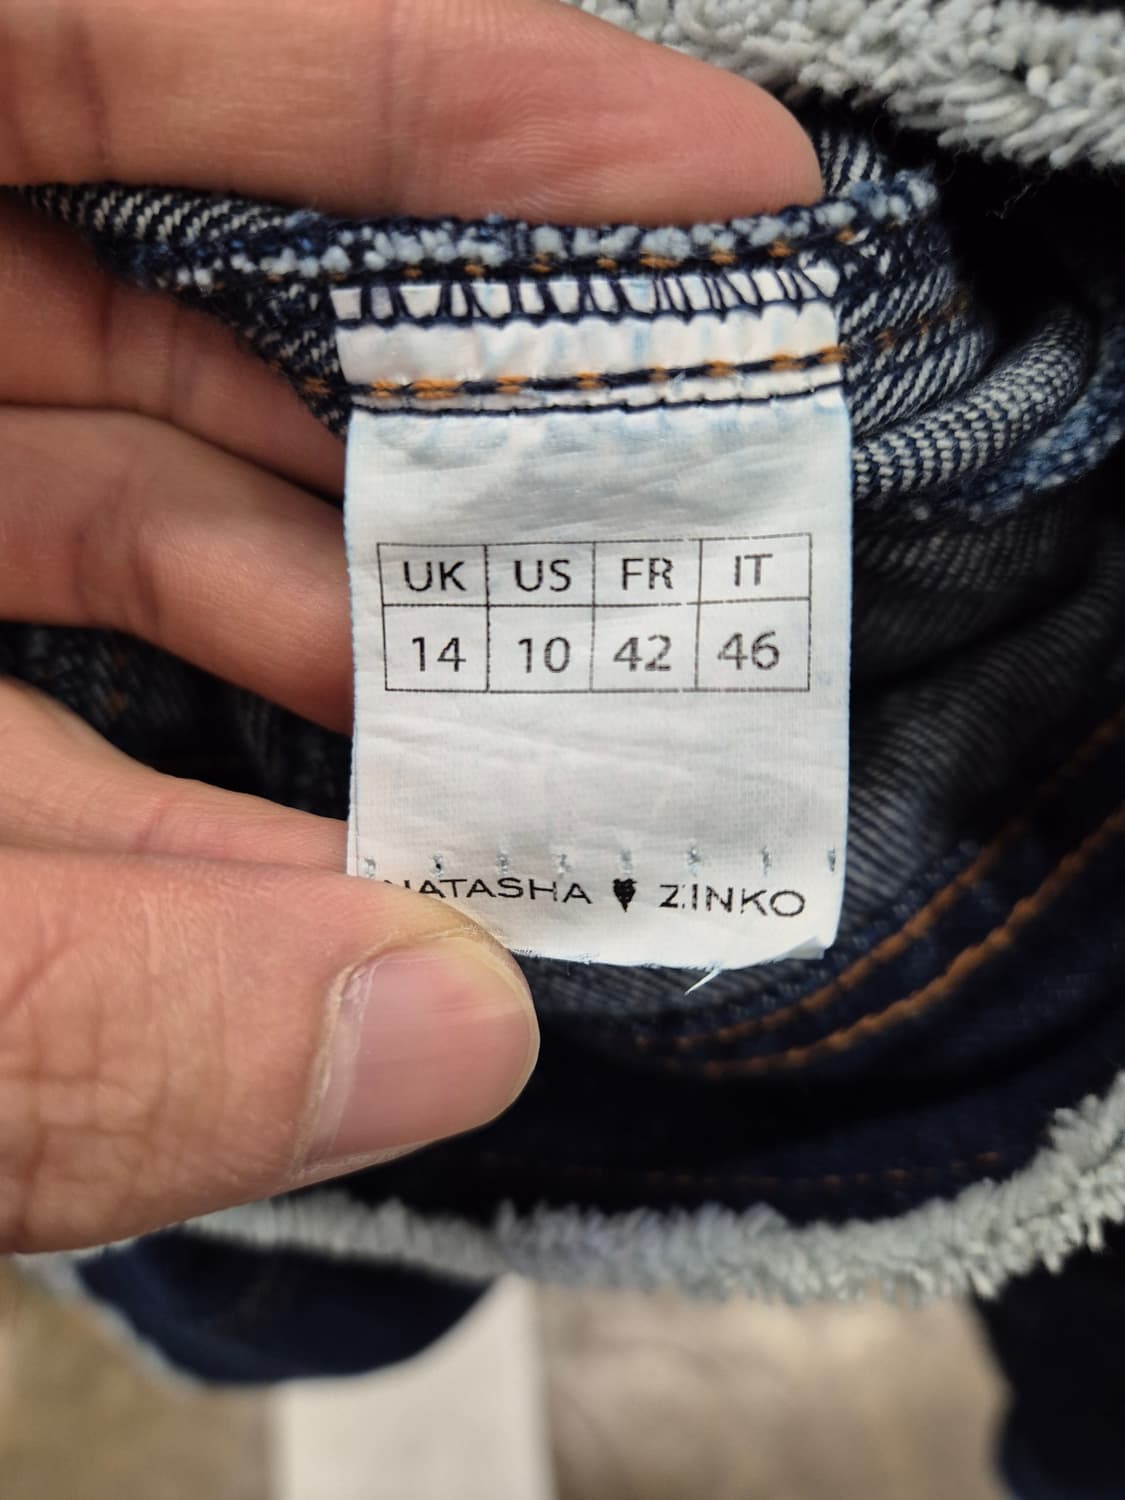 UK US FR IT
14 10 42 46
NATASHA ♥ ZINKO